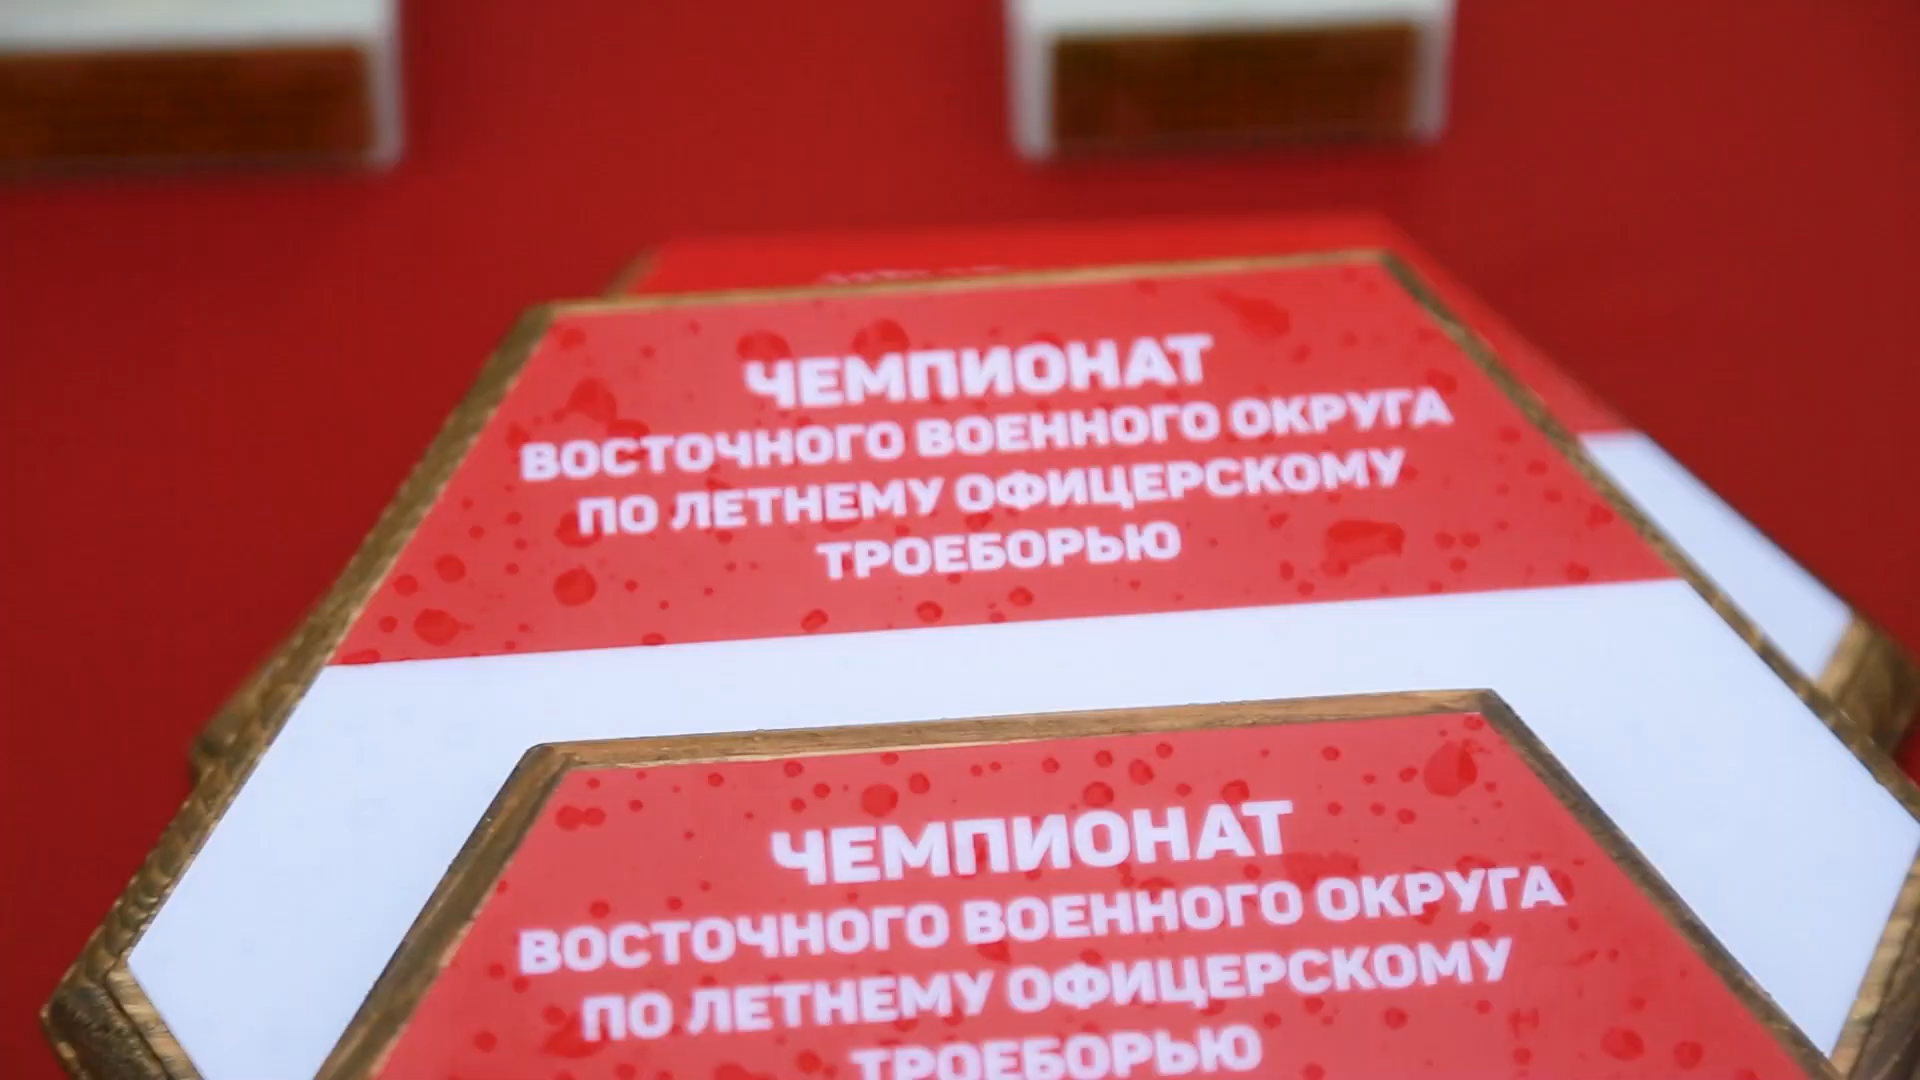 ЧЕМПИОНАТ
ВОСТОЧНОГО ВОЕННОГО ОКРУГА
ПО ЛЕТНЕМУ ОФИЦЕРСКОМУ
ТРОЕБОРЬЮ
ЧЕМПИОНАТ
ВОСТОЧНОГО ВОЕННОГО ОКРУГА
ПО ЛЕТНЕМУ ОФИЦЕРСКОМУ
ТРОЕБОРЬЮ